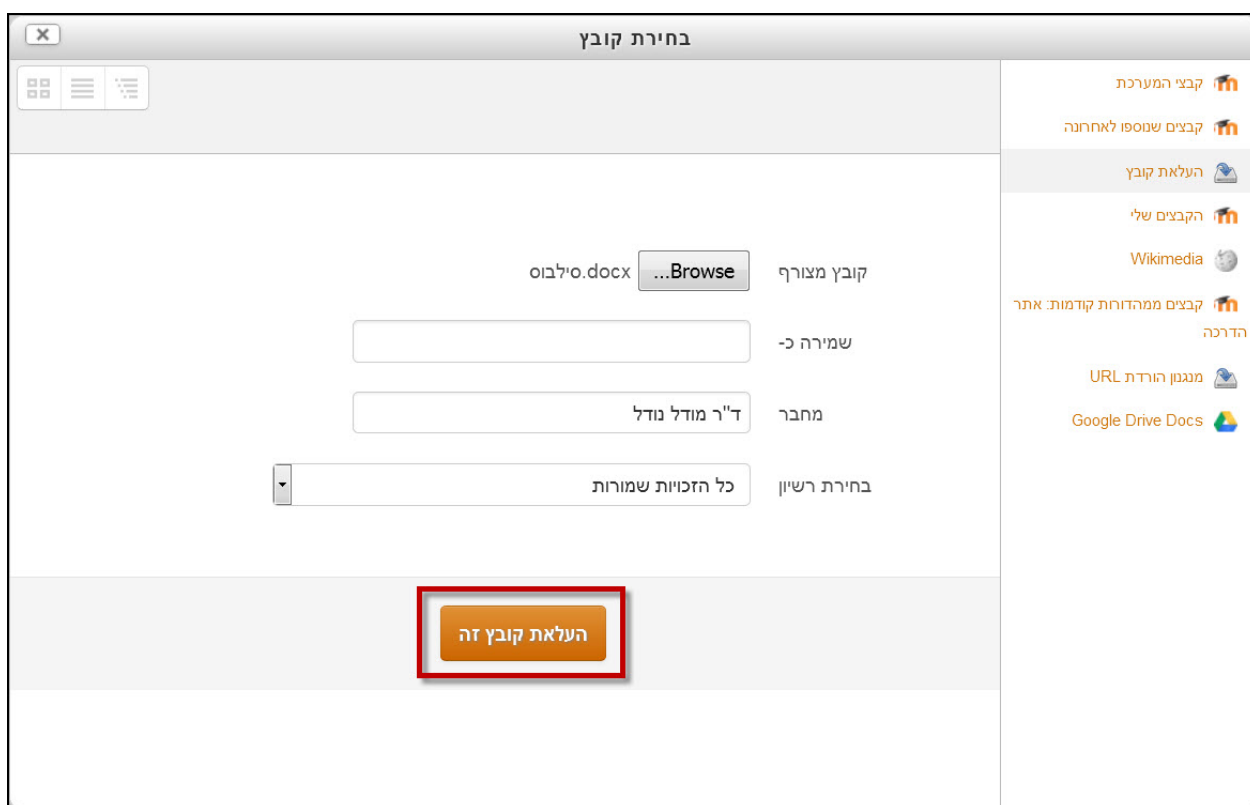 בחירת קובץ
קבצי המערכת
קבצים שנוספו לאחרונה
העלאת קובץ
הקבצים שלי
Wikimedia
קבצים ממהדורות קודמות: אתר
הדרכה
מנגנון הורדת URL
Google Drive Docs
קובץ מצורף Browse... סילבוס.docx
שמירה כ-
מחבר ד"ר מודל נודל
בחירת רשיון כל הזכויות שמורות
העלאת קובץ זה